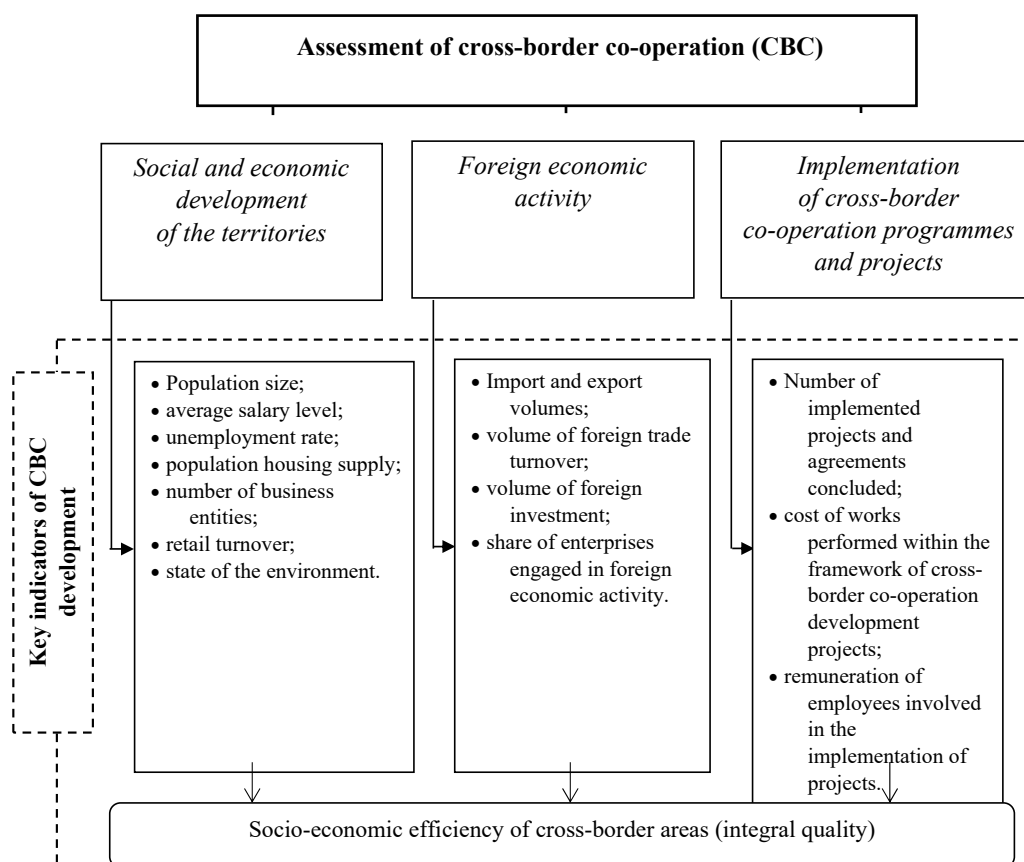 Assessment of cross-border co-operation (CBC)
Social and economic
development
of the territories
Foreign economic
activity
Implementation
of cross-border
co-operation programmes
and projects
Key indicators of CBC
development
• Population size;
• average salary level;
• unemployment rate;
• population housing supply;
• number of business
entities;
• retail turnover;
• state of the environment.
• Import and export
volumes;
• volume of foreign trade
turnover;
• volume of foreign
investment;
• share of enterprises
engaged in foreign
economic activity.
• Number of
implemented
projects and
agreements
concluded;
• cost of works
performed within the
framework of cross-
border co-operation
development
projects;
• remuneration of
employees involved
in the
implementation of
projects.
Socio-economic efficiency of cross-border areas (integral quality)